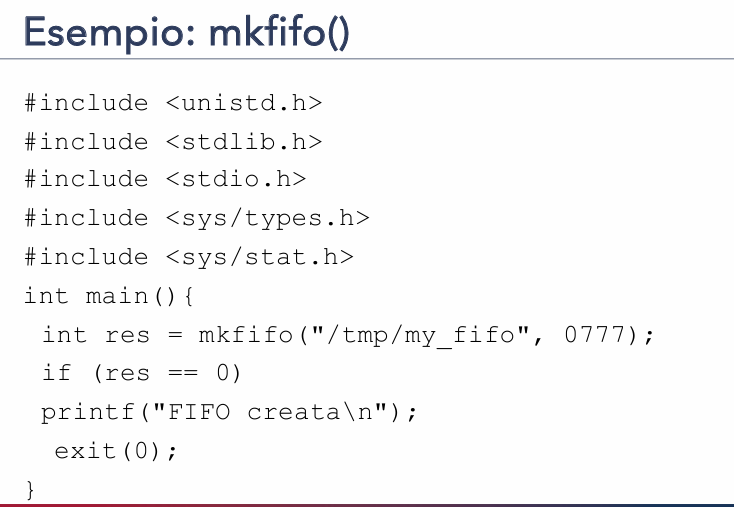 Esempio: mkfifo()
#include <unistd.h>
#include <stdlib.h>
#include <stdio.h>
#include <sys/types.h>
#include <sys/stat.h>
int main(){
int res = mkfifo("/tmp/my_fifo", 0777);
if (res == 0)
printf("FIFO creata\n");
exit(0);
}